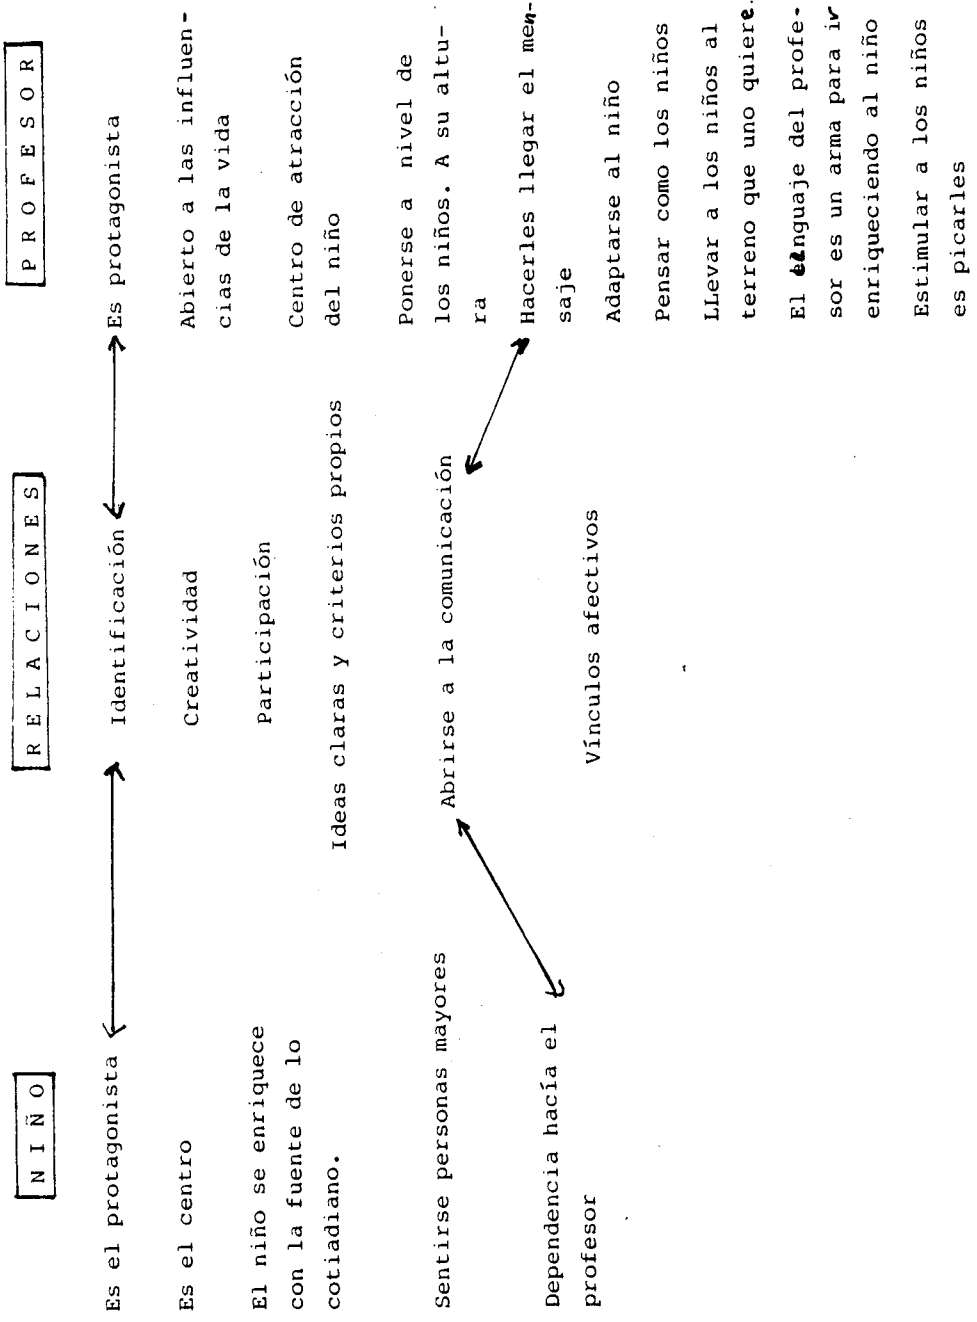 N I Ñ O
Es el protagonista
Es el centro
El niño se enriquece
con la fuente de lo
cotiadiano.
Sentirse personas mayores
Dependencia hacía el
profesor
R E L A C I O N E S
Identificación
Creatividad
Participación
Ideas claras y criterios propios
Abrirse a la comunicación
Vínculos afectivos
P R O F E S O R
Es protagonista
Abierto a las influen-
cias de la vida
Centro de atracción
del niño
Ponerse a nivel de
los niños. A su altu-
ra
Hacerles llegar el men-
saje
Adaptarse al niño
Pensar como los niños
LLevar a los niños al
terreno que uno quiere.
El del profe-
sor es un arma para ir
enriqueciendo al niño
Estimular a los niños
es picarles